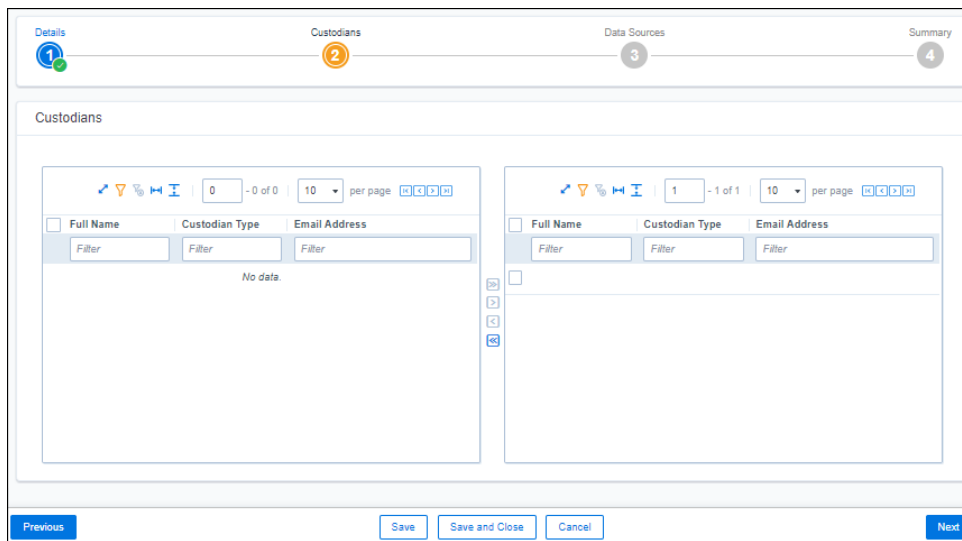 Details Custodians Data Sources Summary
1 2 3 4
Custodians
0 - 0 of 0 10 per page 1 - 1 of 1 10 per page
Full Name Custodian Type Email Address Full Name Custodian Type Email Address
Filter Filter Filter Filter Filter Filter
No data.
Previous Save Save and Close Cancel Next